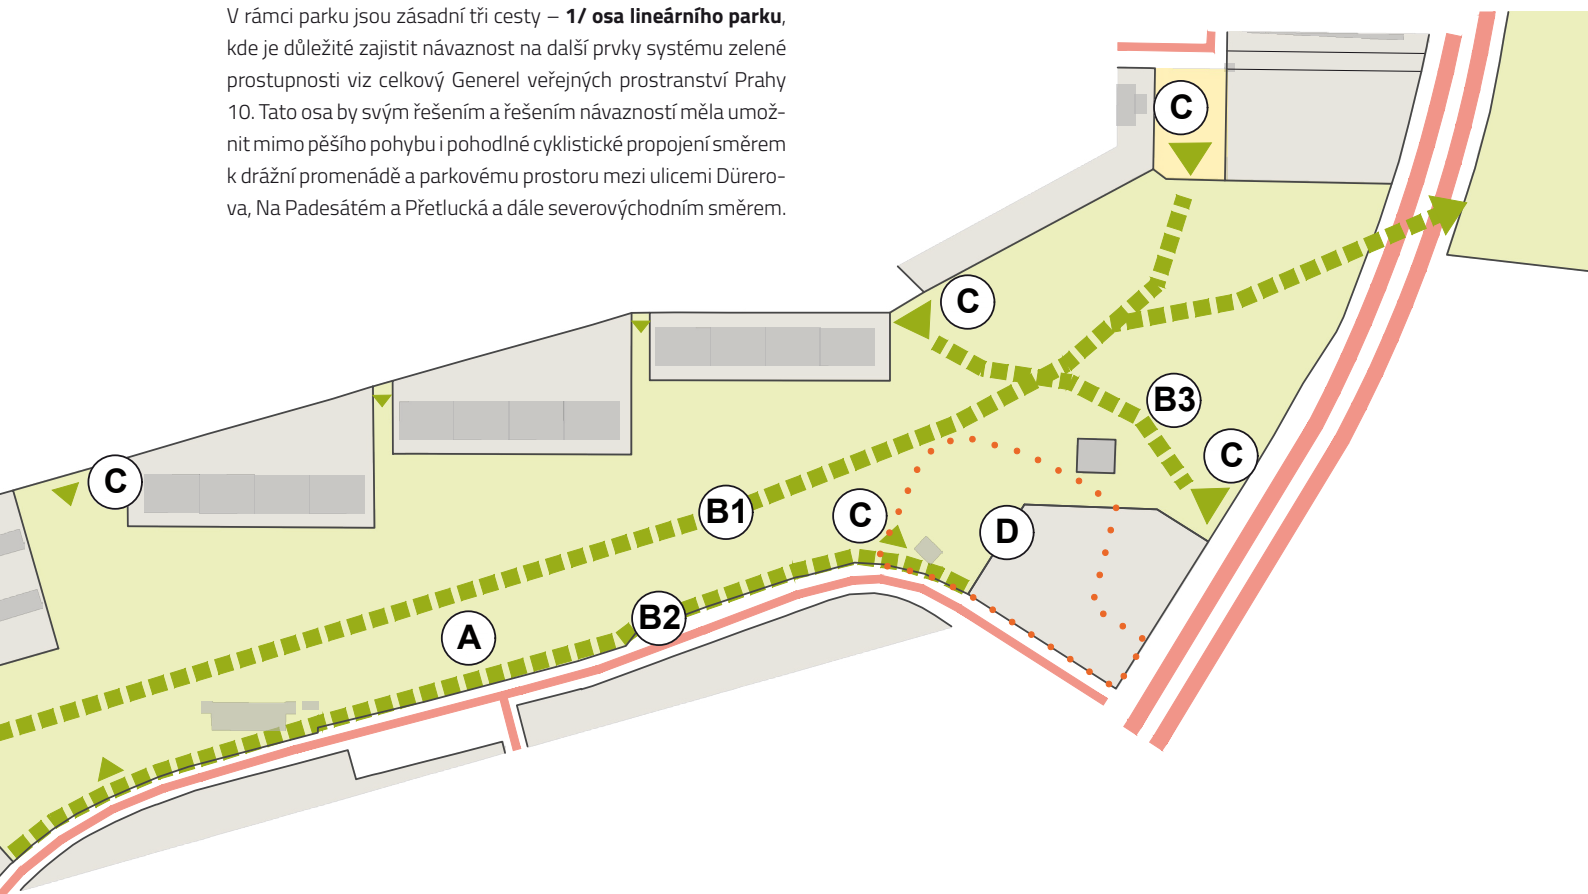 V rámci parku jsou zásadní tři cesty – 1/ osa lineárního parku,
kde je důležité zajistit návaznost na další prvky systému zelené
prostupnosti viz celkový Generel veřejných prostranství Prahy
10. Tato osa by svým řešením a řešením návazností měla umož-
nit mimo pěšího pohybu i pohodlné cyklistické propojení směrem
k drážní promenádě a parkovému prostoru mezi ulicemi Dürero-
va, Na Padesátém a Přetlucká a dále severovýchodním směrem.
C
C
B3
C
C
B1
C
D
B2
A